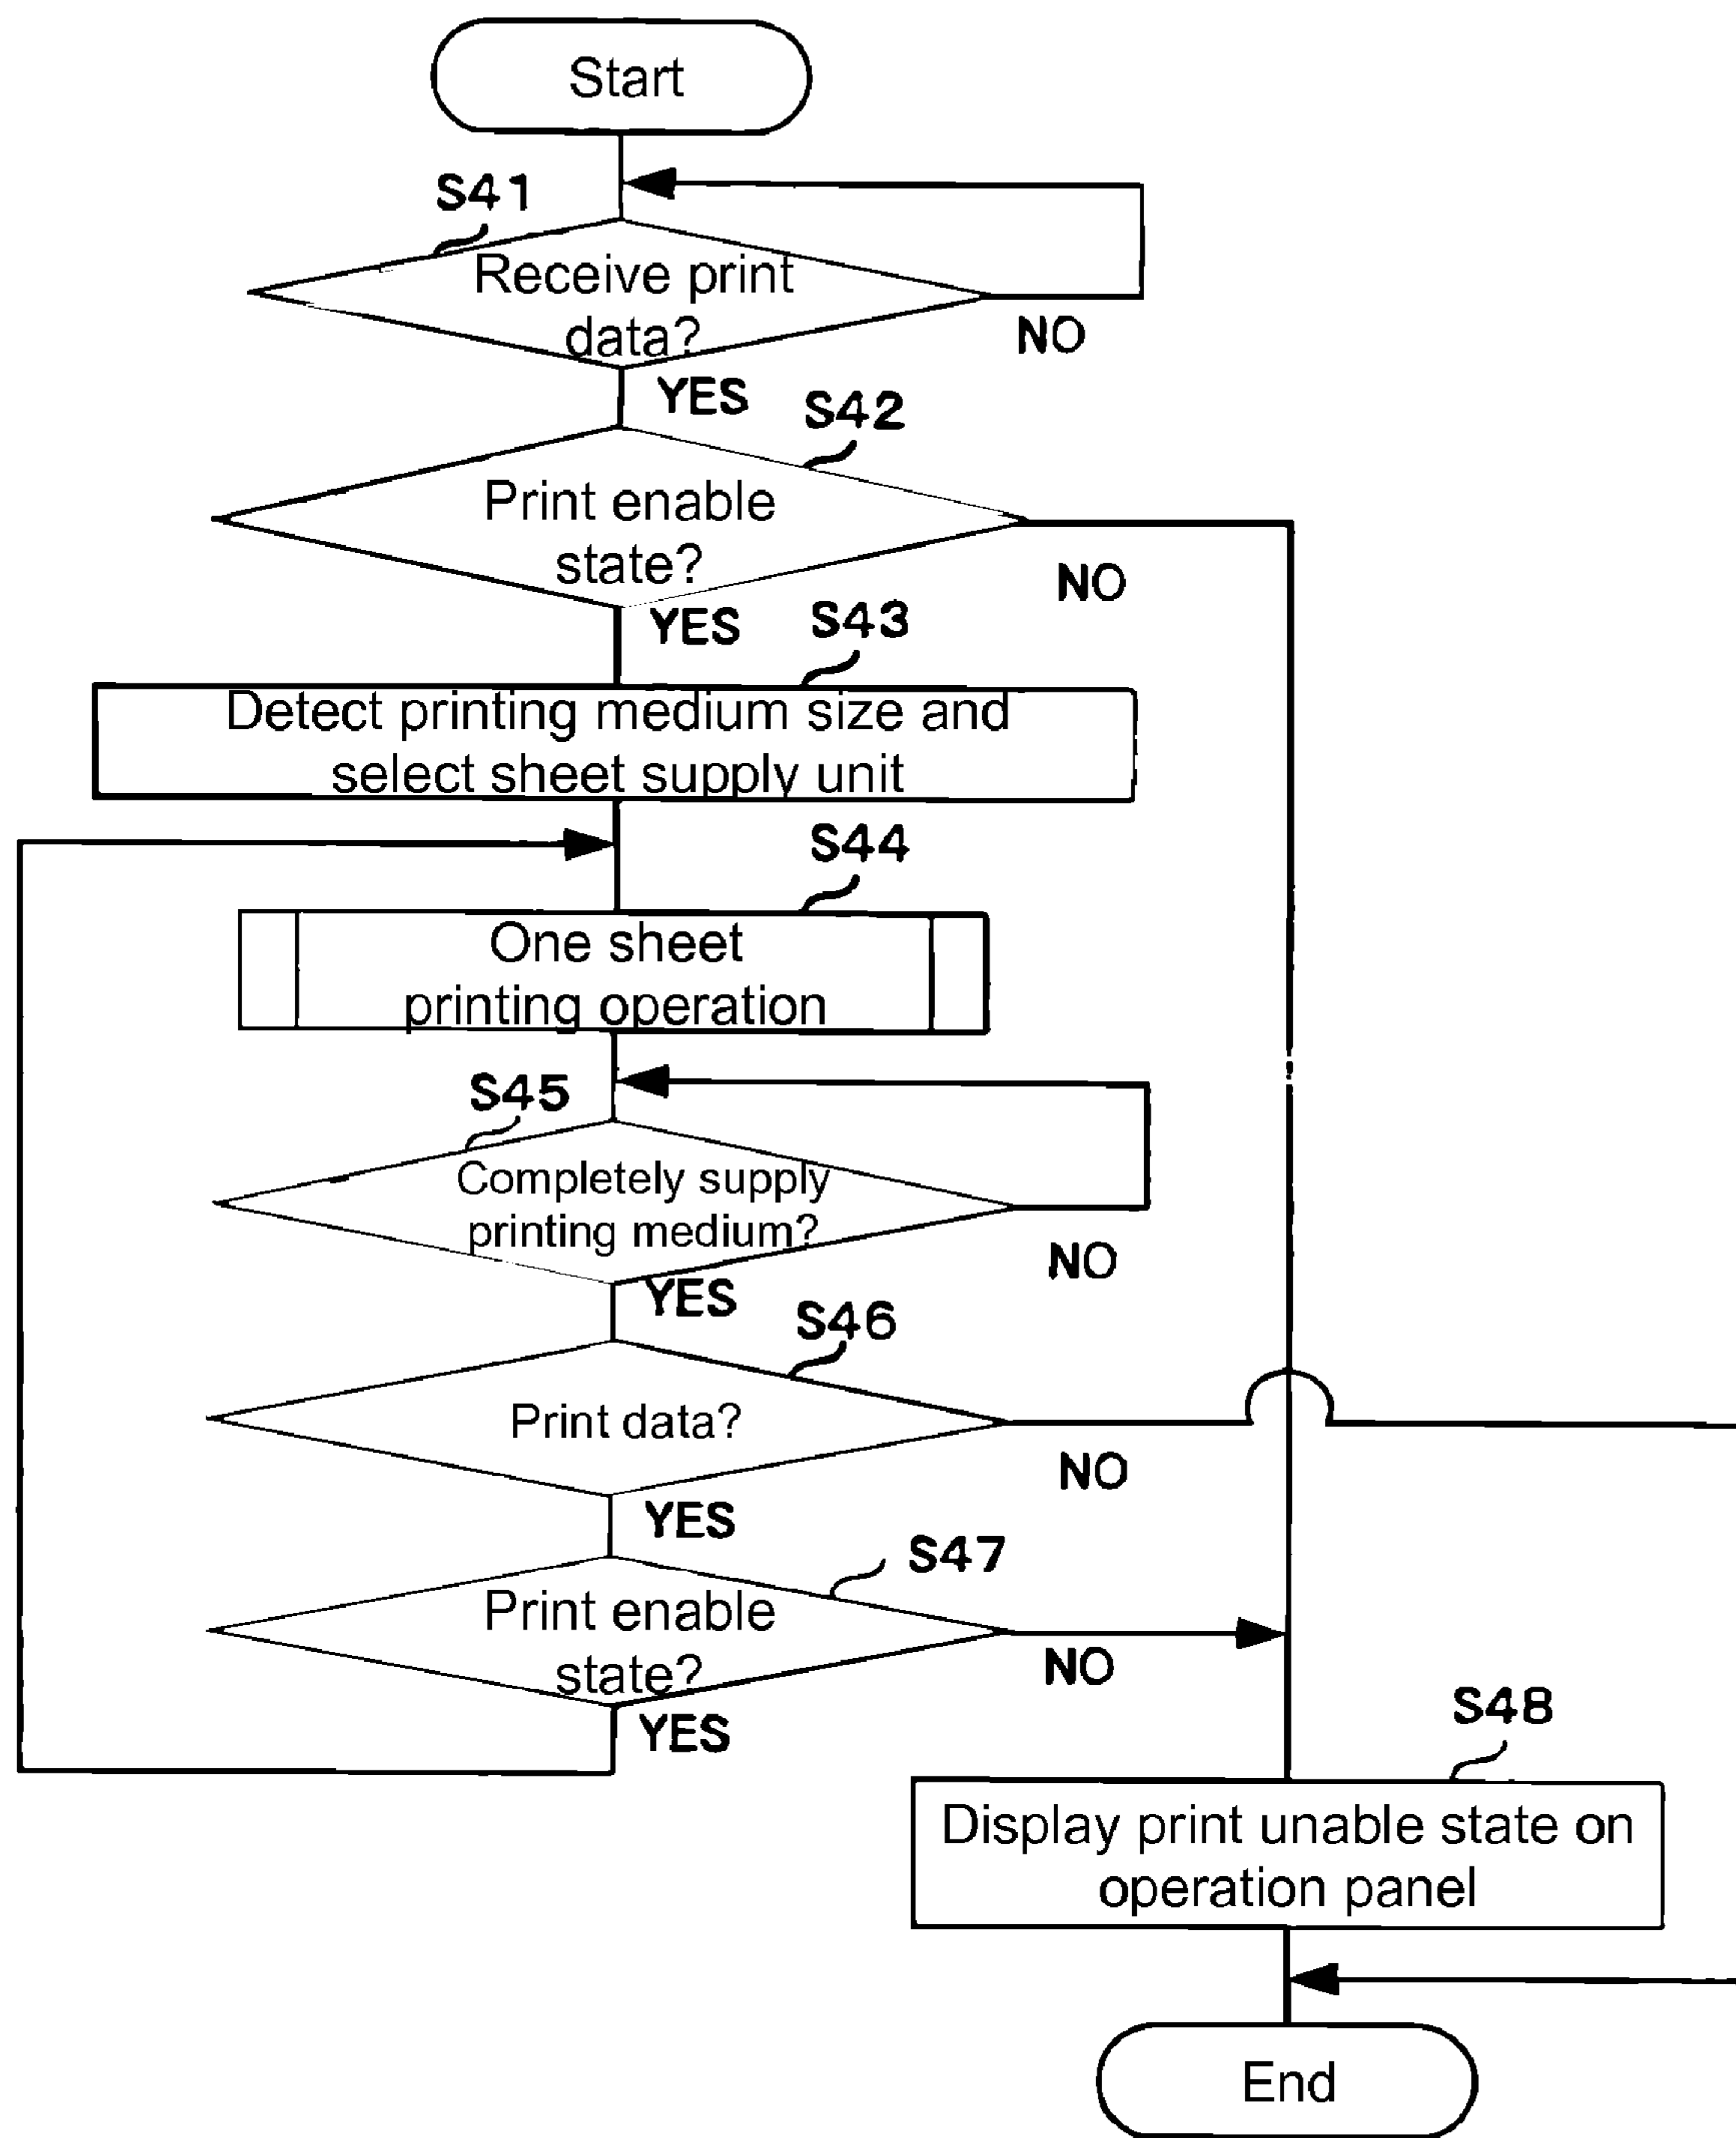 Start
S41
Receive print
data?
NO
YES
S42
Print enable
state?
NO
YES
S43
Detect printing medium size and
select sheet supply unit
S44
One sheet
printing operation
S45
Completely supply
printing medium?
NO
YES
S46
Print data?
NO
YES
S47
Print enable
state?
NO
YES
S48
Display print unable state on
operation panel
End